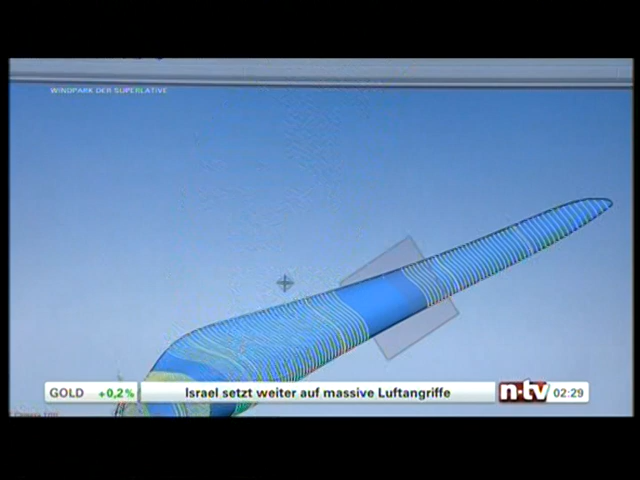 WINDPARK DER SUPERLATIVE
GOLD +0,2% Israel setzt weiter auf massive Luftangriffe n-tv 02:29